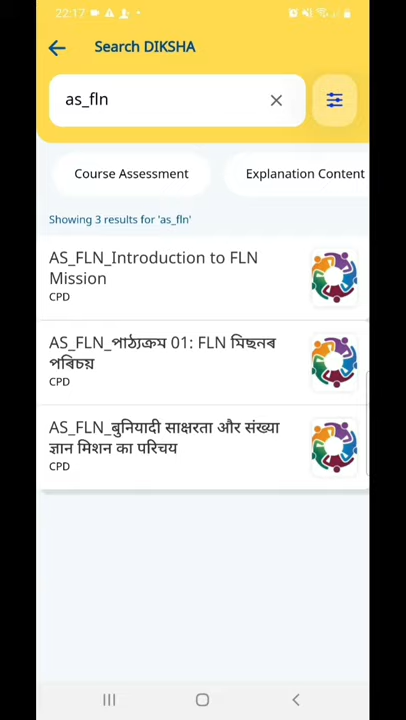 22:17
Search DIKSHA
as_fln
Course Assessment
Explanation Content
Showing 3 results for 'as_fln'
AS_FLN_Introduction to FLN
Mission
CPD
AS_FLN_পাঠ্যক্ৰম 01: FLN মিছনৰ
পৰিচয়
CPD
AS_FLN_बुनियादी साक्षरता और संख्या
ज्ञान मिशन का परिचय
CPD